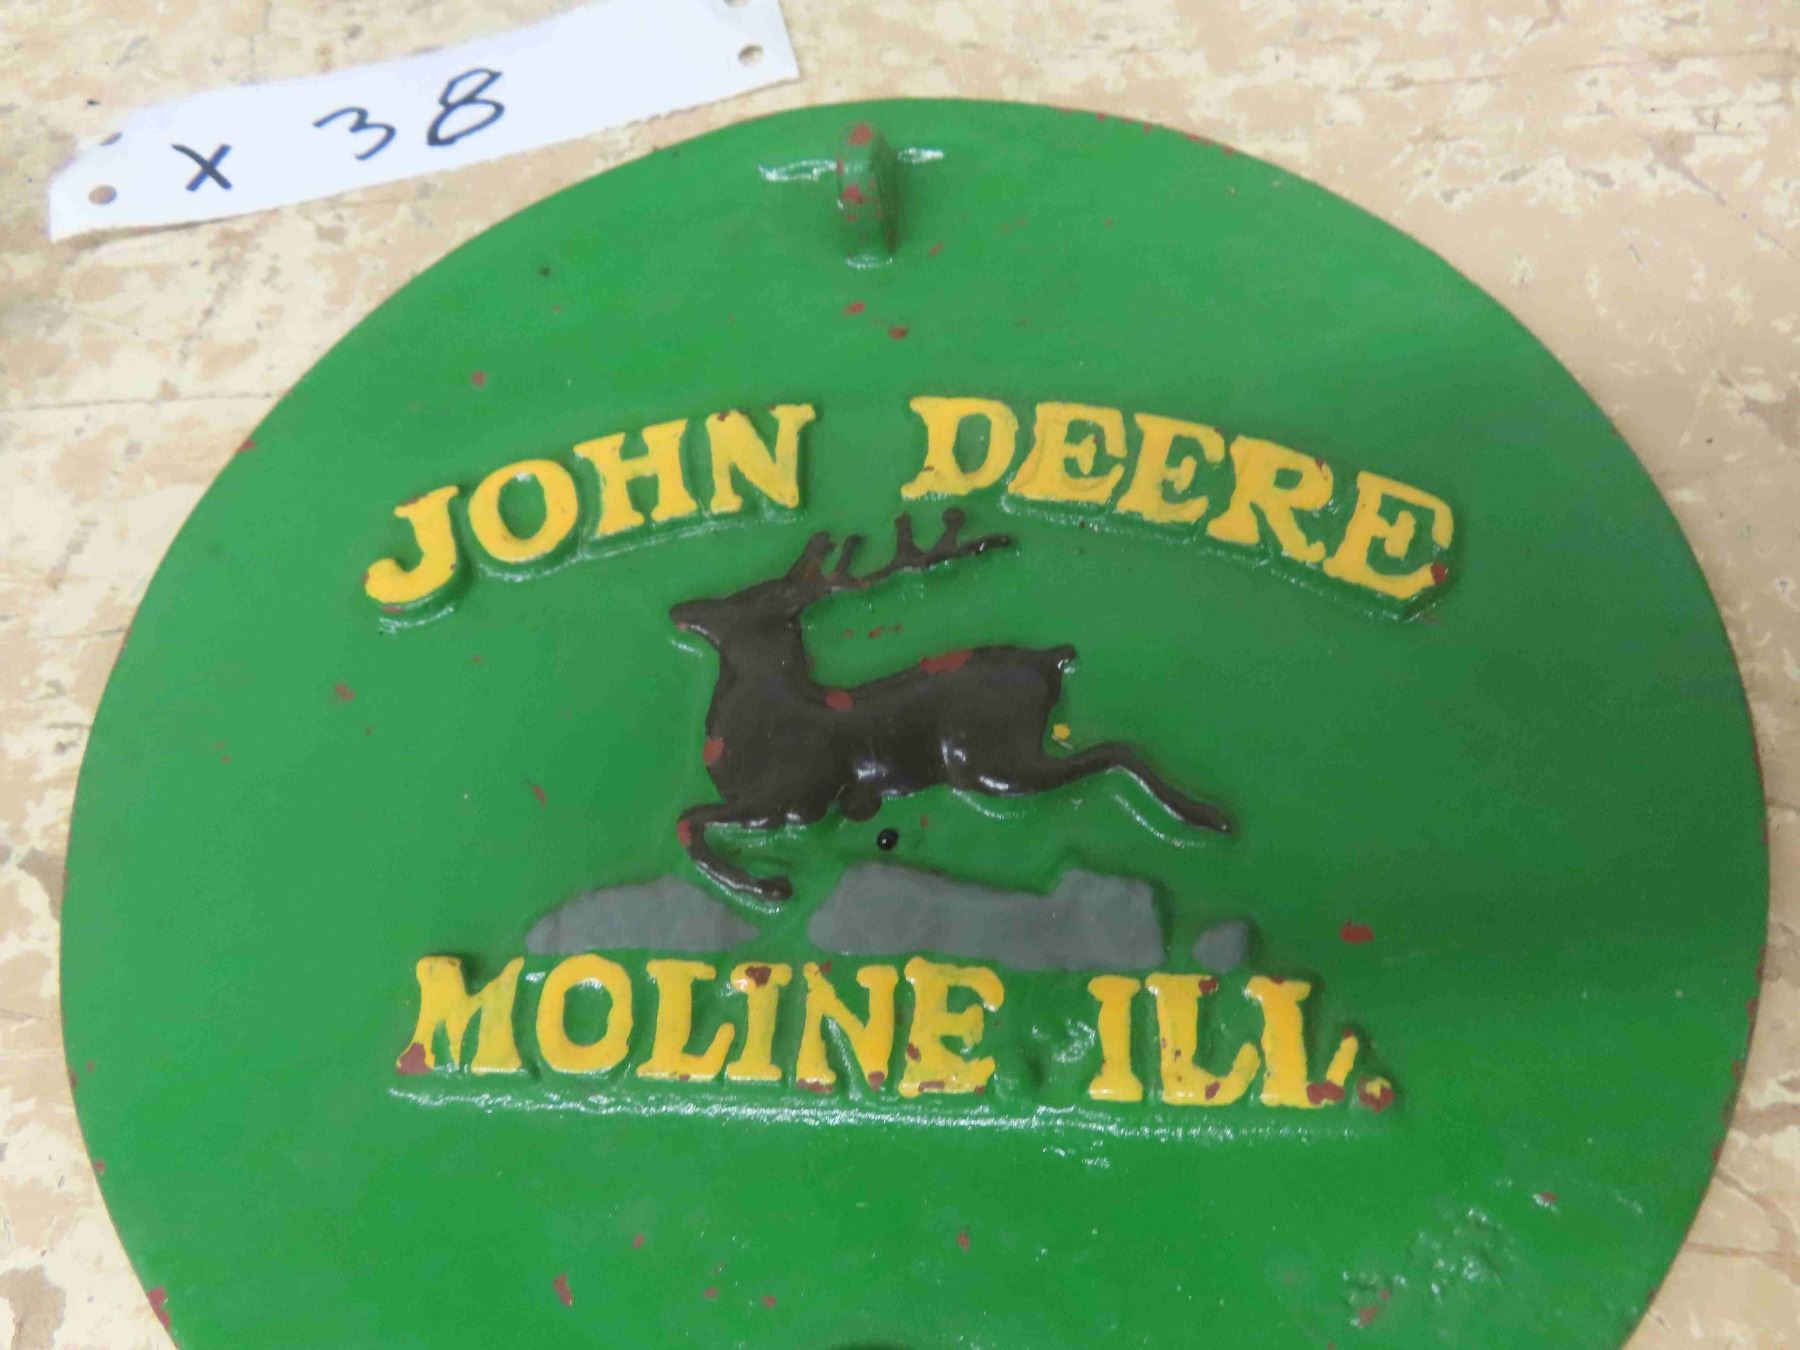 x 38
JOHN DEERE
MOLINE ILL.